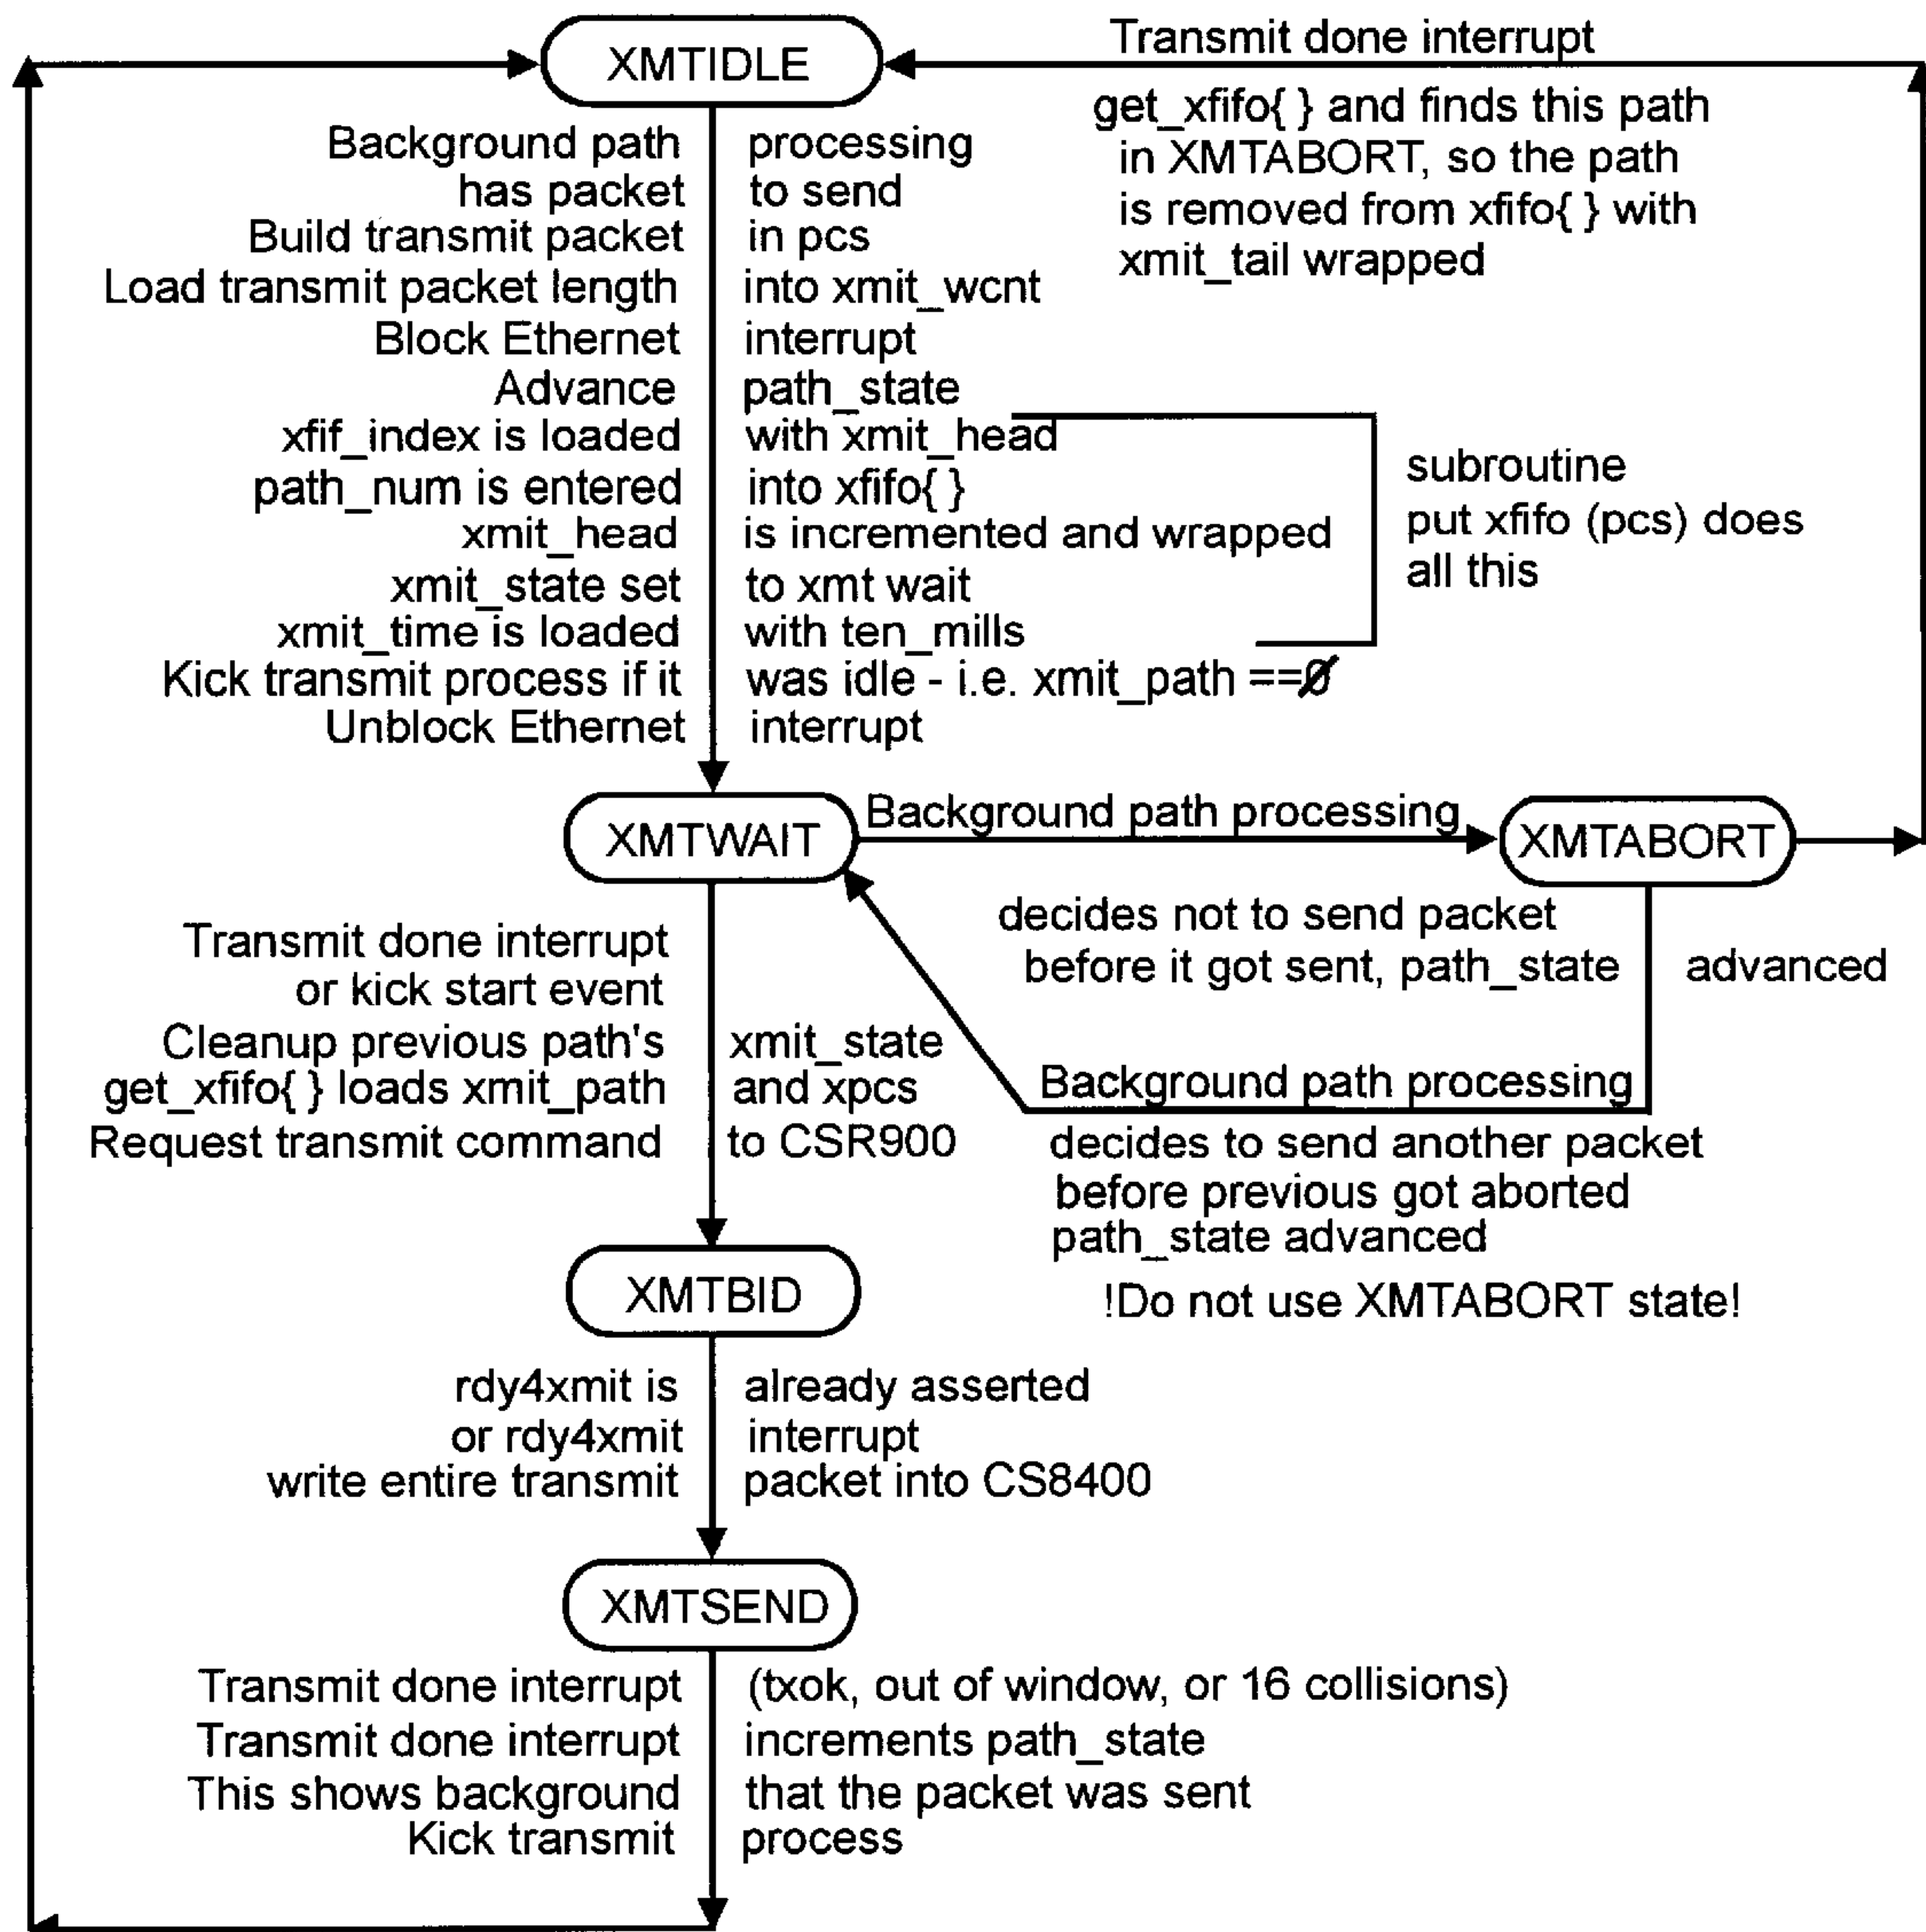 XMTIDLE
Transmit done interrupt
get_xfifo{ } and finds this path
in XMTABORT, so the path
is removed from xfifo{ } with
xmit_tail wrapped
Background path processing
has packet to send
Build transmit packet in pcs
Load transmit packet length into xmit_wcnt
Block Ethernet interrupt
Advance path_state
xfif_index is loaded with xmit_head
path_num is entered into xfifo{ }
xmit_head is incremented and wrapped
xmit_state set to xmt wait
xmit_time is loaded with ten_mills
Kick transmit process if it was idle - i.e. xmit_path ==0
Unblock Ethernet interrupt
subroutine
put xfifo (pcs) does
all this
XMTWAIT
Background path processing
XMTABORT
decides not to send packet
before it got sent, path_state advanced
Transmit done interrupt
or kick start event
Cleanup previous path's xmit_state
get_xfifo{ } loads xmit_path and xpcs
Request transmit command to CSR900
Background path processing
decides to send another packet
before previous got aborted
path_state advanced
!Do not use XMTABORT state!
XMTBID
rdy4xmit is already asserted
or rdy4xmit interrupt
write entire transmit packet into CS8400
XMTSEND
Transmit done interrupt (txok, out of window, or 16 collisions)
Transmit done interrupt increments path_state
This shows background that the packet was sent
Kick transmit process